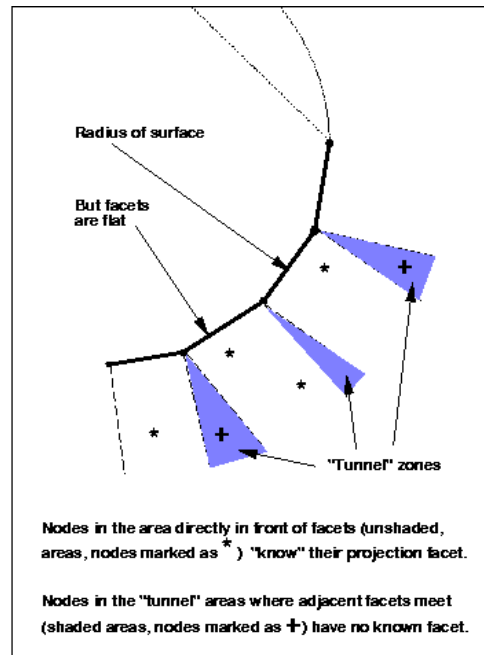 Radius of surface
But facets
are flat
*
+
*
*
*
+
"Tunnel" zones
Nodes in the area directly in front of facets (unshaded,
areas, nodes marked as * ) "know" their projection facet.
Nodes in the "tunnel" areas where adjacent facets meet
(shaded areas, nodes marked as +) have no known facet.